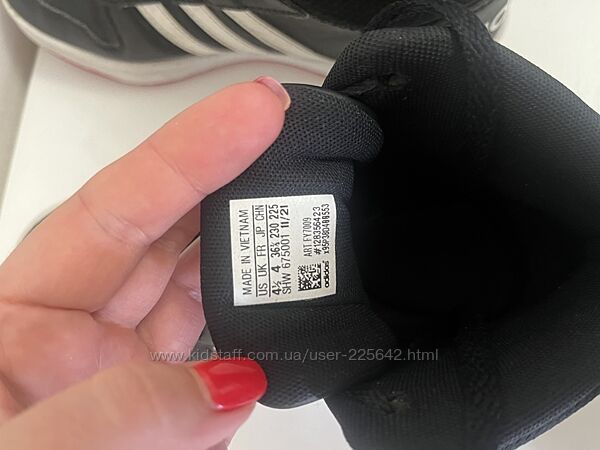 MADE IN VIETNAM
US UK FR JP CHN
4½ 4 36⅔ 230 225
SHW 675001 11/21
ART FY7009
#128356423
adidas
www.kidstaff.com.ua/user-225642.html